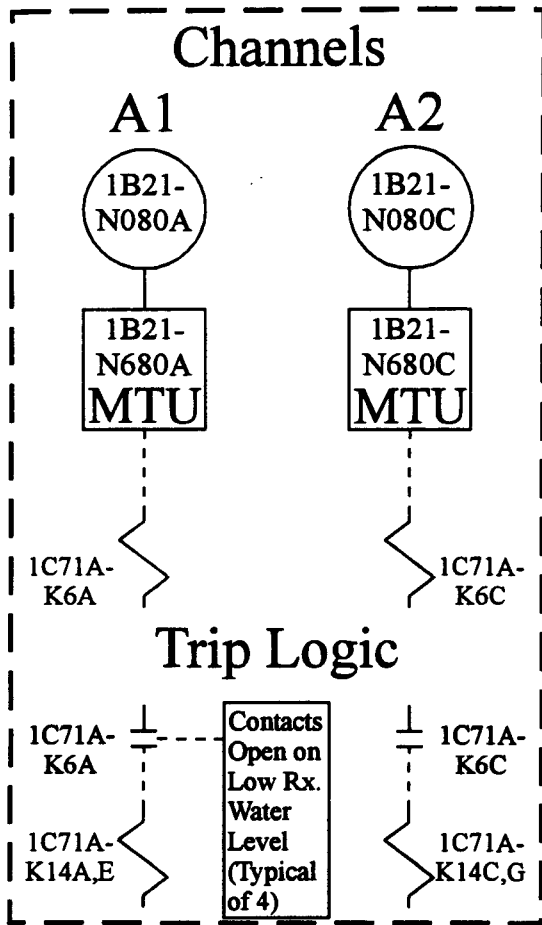 Channels
A1 A2
1B21-
N080A
1B21-
N080C
1B21-
N680A
MTU
1B21-
N680C
MTU
1C71A-
K6A
1C71A-
K6C
Trip Logic
1C71A-
K6A
Contacts
Open on
Low Rx.
Water
Level
(Typical
of 4)
1C71A-
K6C
1C71A-
K14A,E
1C71A-
K14C,G